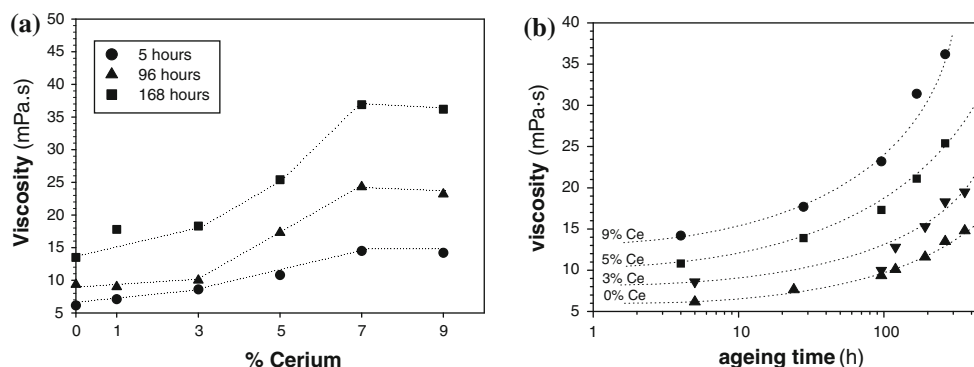 (a)
Viscosity (mPa.s)
50
45
40
35
30
25
20
15
10
5
0
5 hours
96 hours
168 hours
0 1 3 5 7 9
% Cerium
(b)
viscosity (mPa·s)
40
35
30
25
20
15
10
5
9% Ce
5% Ce
3% Ce
0% Ce
1 10 100
ageing time (h)